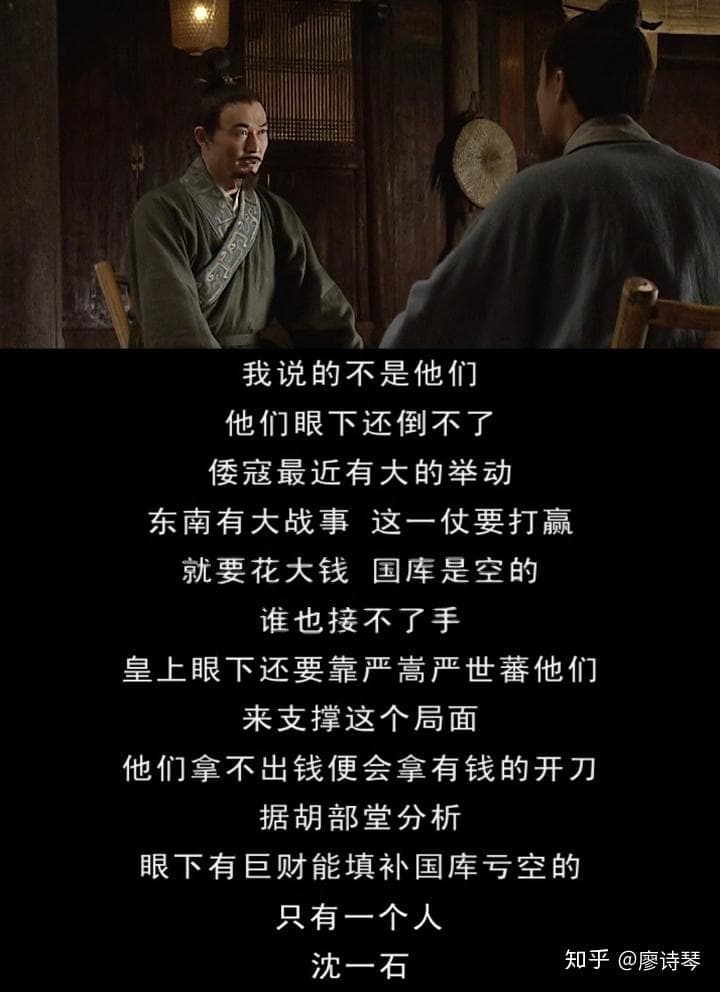 我说的不是他们
他们眼下还倒不了
倭寇最近有大的举动
东南有大战事 这一仗要打赢
就要花大钱 国库是空的
谁也接不了手
皇上眼下还要靠严嵩严世蕃他们
来支撑这个局面
他们拿不出钱便会拿有钱的开刀
据胡部堂分析
眼下有巨财能填补国库亏空的
只有一个人
沈一石
知乎 @廖诗琴